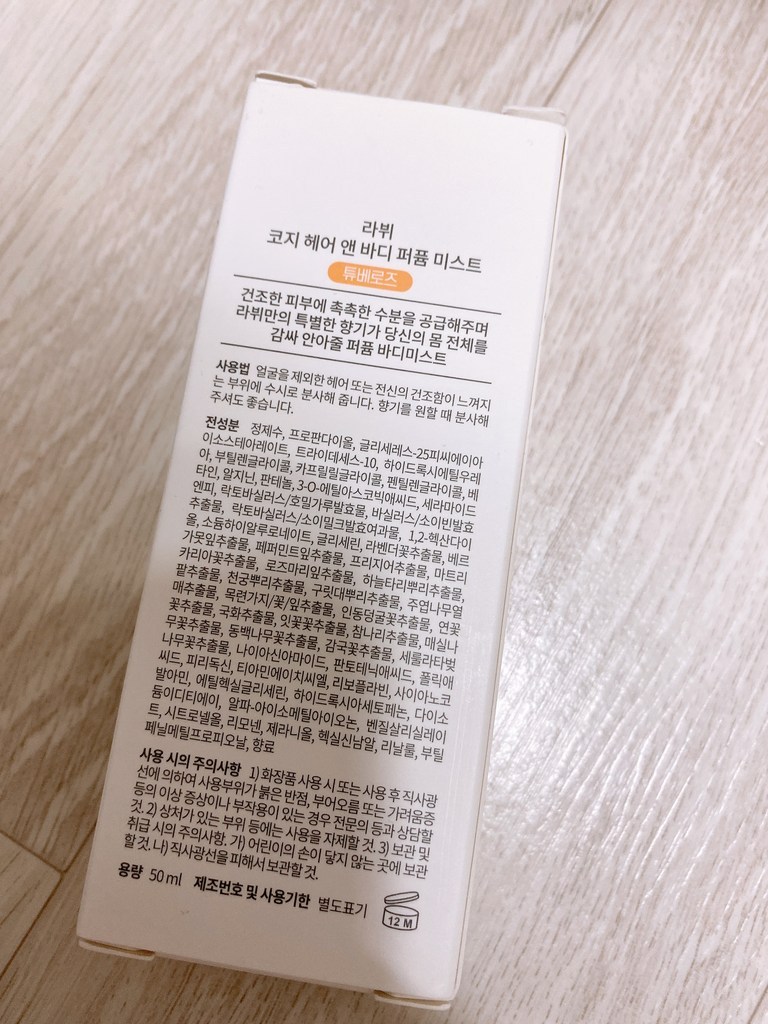 라뷔
코지 헤어 앤 바디 퍼퓸 미스트
튜베로즈
건조한 피부에 촉촉한 수분을 공급해주며
라뷔만의 특별한 향기가 당신의 몸 전체를
감싸 안아줄 퍼퓸 바디미스트
사용법 얼굴을 제외한 헤어 또는 전신의 건조함이 느껴지
는 부위에 수시로 분사해 줍니다. 향기를 원할 때 분사해
주셔도 좋습니다.
전성분 정제수, 프로판다이올, 글리세레스-25피씨에이아
이소스테아레이트, 트라이데세스-10, 하이드록시에틸우레
아, 부틸렌글라이콜, 카프릴릴글라이콜, 펜틸렌글라이콜, 베
타인, 알지닌, 판테놀, 3-O-에틸아스코빅애씨드, 세라마이드
엔피, 락토바실러스/호밀가루발효물, 바실러스/소이빈발효
추출물, 락토바실러스/소이밀크발효여과물, 1,2-헥산다이
올, 소듐하이알루로네이트, 글리세린, 라벤더꽃추출물, 베르
가못잎추출물, 페퍼민트잎추출물, 프리지어추출물, 마트리
카리아꽃추출물, 로즈마리잎추출물, 하늘타리뿌리추출물,
팥추출물, 천궁뿌리추출물, 구릿대뿌리추출물, 주엽나무열
매추출물, 목련가지/꽃/잎추출물, 인동덩굴꽃추출물, 연꽃
꽃추출물, 국화추출물, 잇꽃꽃추출물, 참나리추출물, 매실나
무꽃추출물, 동백나무꽃추출물, 감국꽃추출물, 세룰라타벚
나무꽃추출물, 나이아신아마이드, 판토테닉애씨드, 폴릭애
씨드, 피리독신, 티아민에이치씨엘, 리보플라빈, 사이아노코
발아민, 에틸헥실글리세린, 하이드록시아세토페논, 다이소
듐이디티에이, 알파-아이소메틸아이오논, 벤질살리실레이
트, 시트로넬올, 리모넨, 제라니올, 헥실신남알, 리날룰, 부틸
페닐메틸프로피오날, 향료
사용 시의 주의사항 1) 화장품 사용 시 또는 사용 후 직사광
선에 의하여 사용부위가 붉은 반점, 부어오름 또는 가려움증
등의 이상 증상이나 부작용이 있는 경우 전문의 등과 상담할
것. 2) 상처가 있는 부위 등에는 사용을 자제할 것. 3) 보관 및
취급 시의 주의사항. 가) 어린이의 손이 닿지 않는 곳에 보관
할 것, 나) 직사광선을 피해서 보관할 것.
용량 50 ml 제조번호 및 사용기한 별도표기
12 M